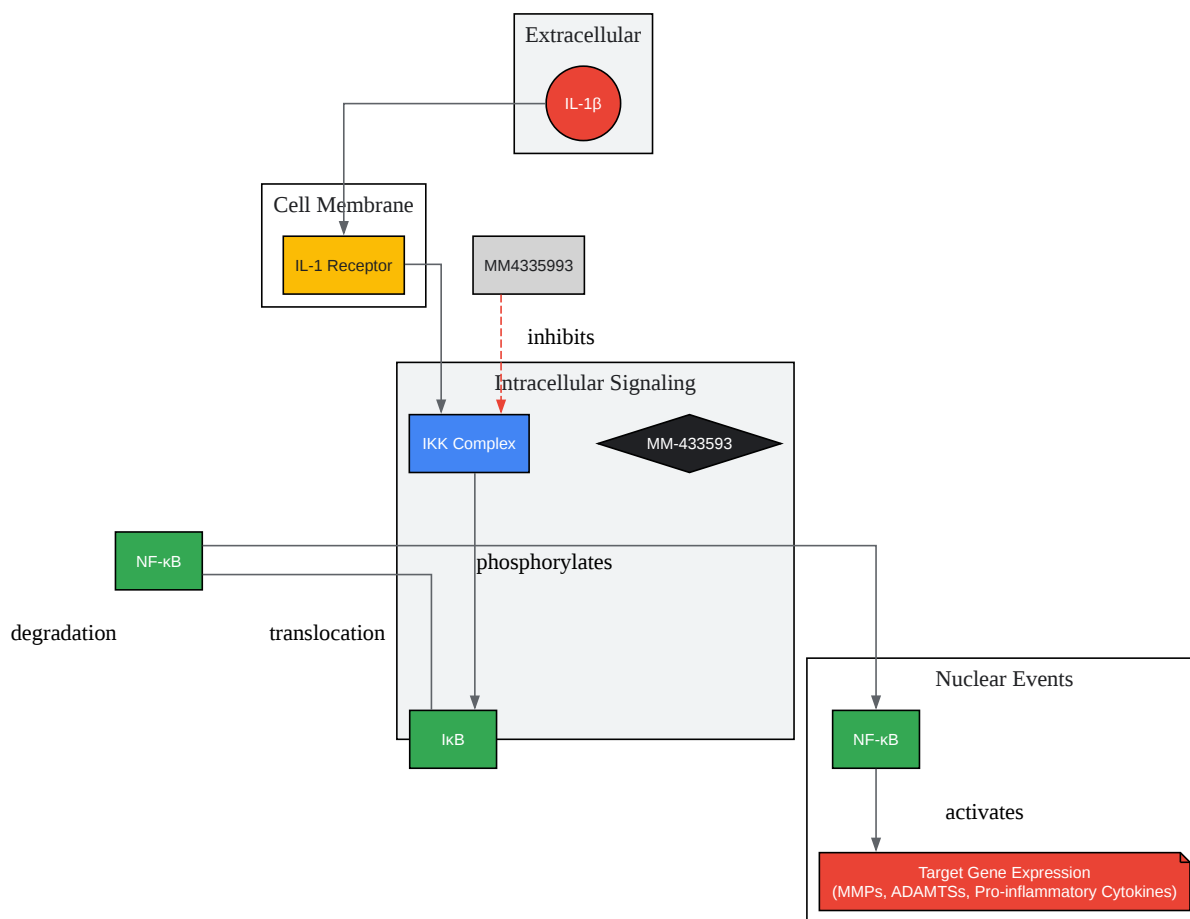 Extracellular
IL-1β
Cell Membrane
IL-1 Receptor
MM4335993
inhibits
Intracellular Signaling
IKK Complex
MM-433593
NF-κB
phosphorylates
degradation
translocation
Nuclear Events
IκB
NF-κB
activates
Target Gene Expression
(MMPs, ADAMTSs, Pro-inflammatory Cytokines)